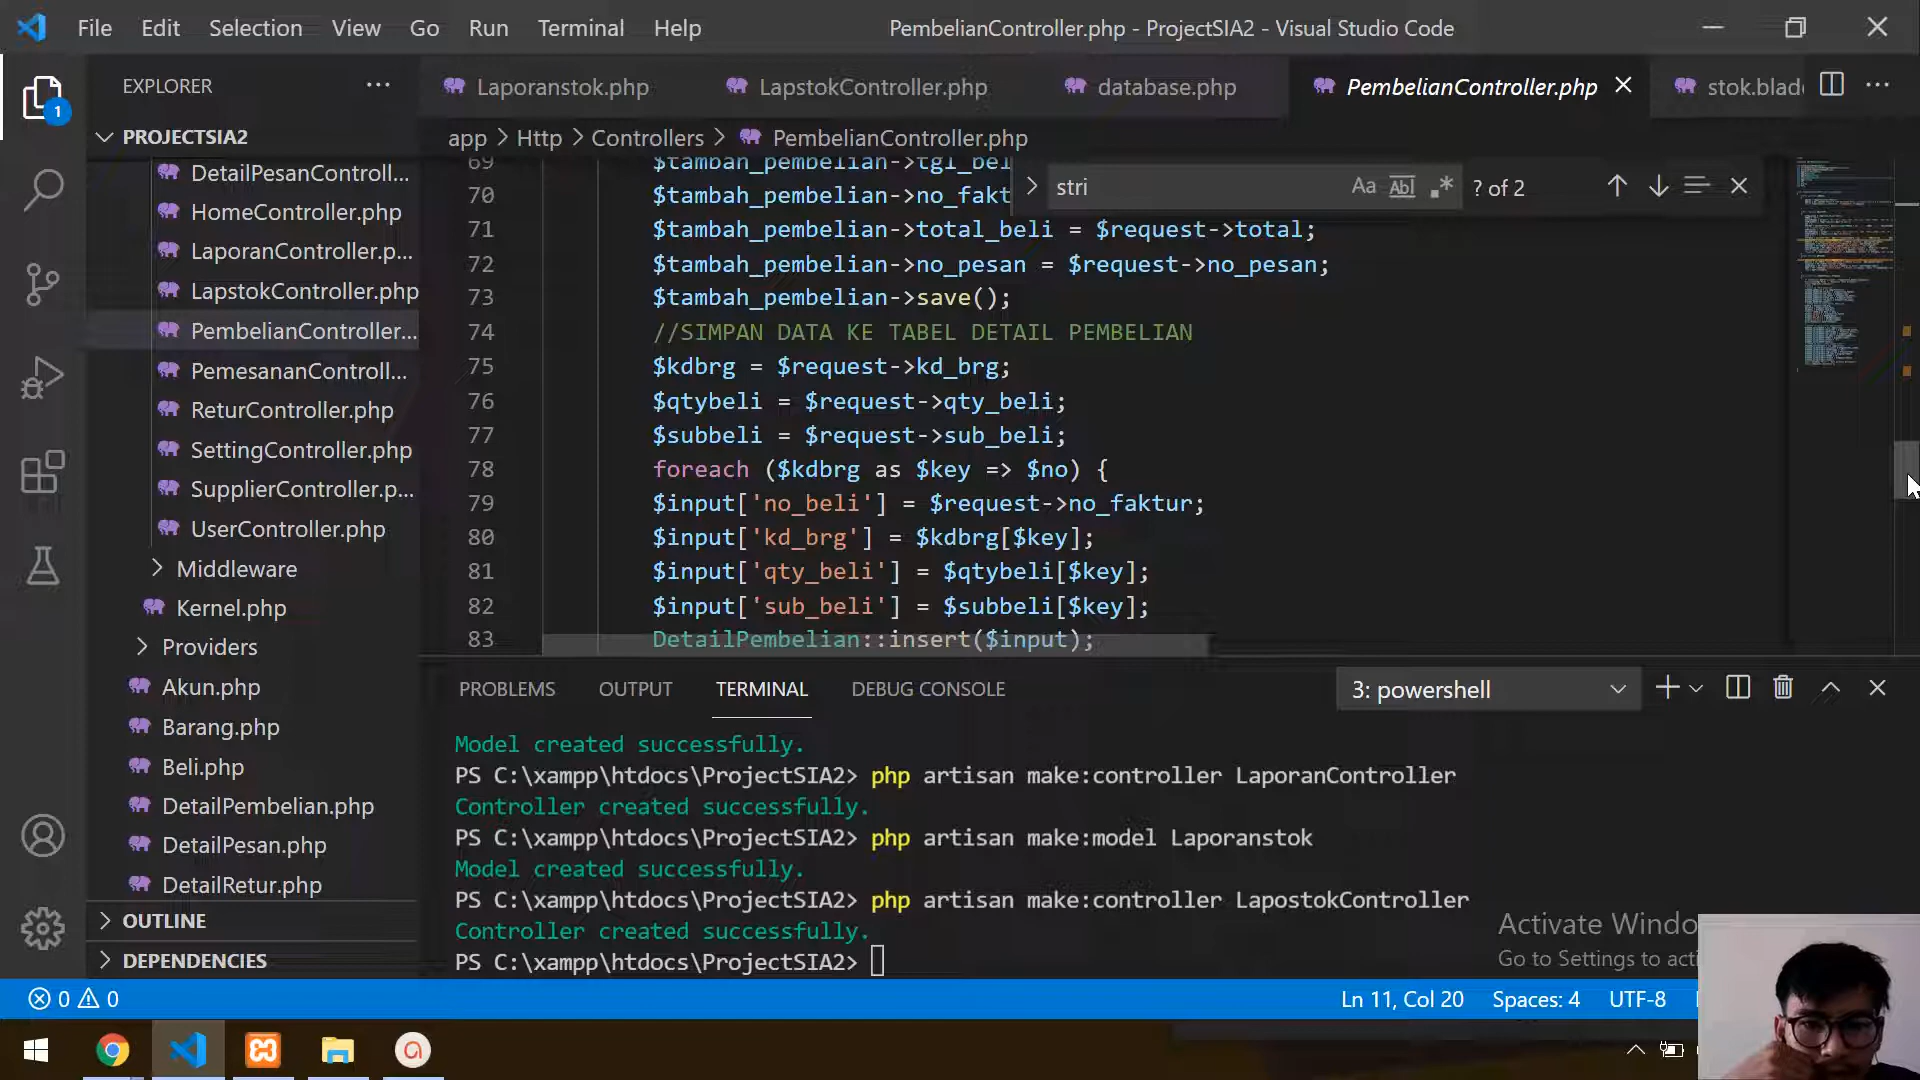 File Edit Selection View Go Run Terminal Help PembelianController.php - ProjectSIA2 - Visual Studio Code
EXPLORER
Laporanstok.php LapstokController.php database.php PembelianController.php stok.blad
1
PROJECTSIA2
app > Http > Controllers > PembelianController.php
DetailPesanControll...
HomeController.php
LaporanController.p...
LapstokController.php
PembelianController...
PemesananControll...
ReturController.php
SettingController.php
SupplierController.p...
UserController.php
Middleware
Kernel.php
Providers
Akun.php
Barang.php
Beli.php
DetailPembelian.php
DetailPesan.php
DetailRetur.php
OUTLINE
DEPENDENCIES
stri Aa Abl .* ? of 2
69 $tambah_pembelian->tgl_bel
70 $tambah_pembelian->no_fakt
71 $tambah_pembelian->total_beli = $request->total;
72 $tambah_pembelian->no_pesan = $request->no_pesan;
73 $tambah_pembelian->save();
74 //SIMPAN DATA KE TABEL DETAIL PEMBELIAN
75 $kdbrg = $request->kd_brg;
76 $qtybeli = $request->qty_beli;
77 $subbeli = $request->sub_beli;
78 foreach ($kdbrg as $key => $no) {
79 $input['no_beli'] = $request->no_faktur;
80 $input['kd_brg'] = $kdbrg[$key];
81 $input['qty_beli'] = $qtybeli[$key];
82 $input['sub_beli'] = $subbeli[$key];
83 DetailPembelian::insert($input);
PROBLEMS OUTPUT TERMINAL DEBUG CONSOLE 3: powershell
Model created successfully.
PS C:\xampp\htdocs\ProjectSIA2> php artisan make:controller LaporanController
Controller created successfully.
PS C:\xampp\htdocs\ProjectSIA2> php artisan make:model Laporanstok
Model created successfully.
PS C:\xampp\htdocs\ProjectSIA2> php artisan make:controller LapostokController
Controller created successfully.
PS C:\xampp\htdocs\ProjectSIA2>
Activate Windo
Go to Settings to acti
0 0 Ln 11, Col 20 Spaces: 4 UTF-8